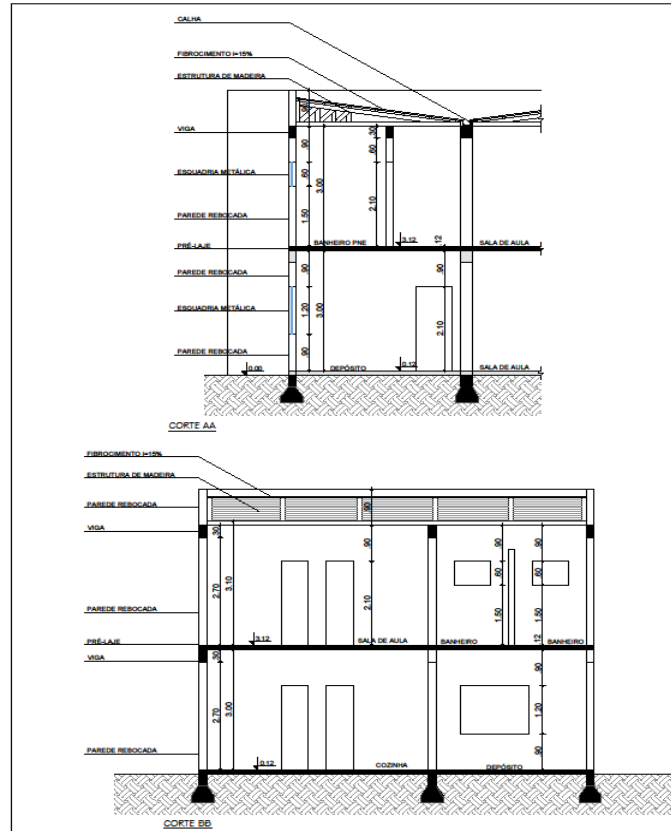 CALHA
FIBROCIMENTO i=15%
ESTRUTURA DE MADEIRA
.90
VIGA
.30
.90
.60
ESQUADRIA METÁLICA
.60
3.00
2.10
PAREDE REBOCADA
1.50
PRÉ-LAJE
BANHEIRO PNE
3.12
.12
SALA DE AULA
PAREDE REBOCADA
.90
.90
ESQUADRIA METÁLICA
1.20
3.00
2.10
PAREDE REBOCADA
.90
0.00
DEPÓSITO
0.12
SALA DE AULA
CORTE AA
FIBROCIMENTO i=15%
ESTRUTURA DE MADEIRA
PAREDE REBOCADA
.90
VIGA
.30
.90
.90
.90
2.70
3.10
.60
.60
PAREDE REBOCADA
2.10
1.50
1.50
PRÉ-LAJE
3.12
SALA DE AULA
BANHEIRO
.12
BANHEIRO
VIGA
.30
.90
2.70
3.00
1.20
PAREDE REBOCADA
.90
0.12
COZINHA
DEPÓSITO
CORTE BB